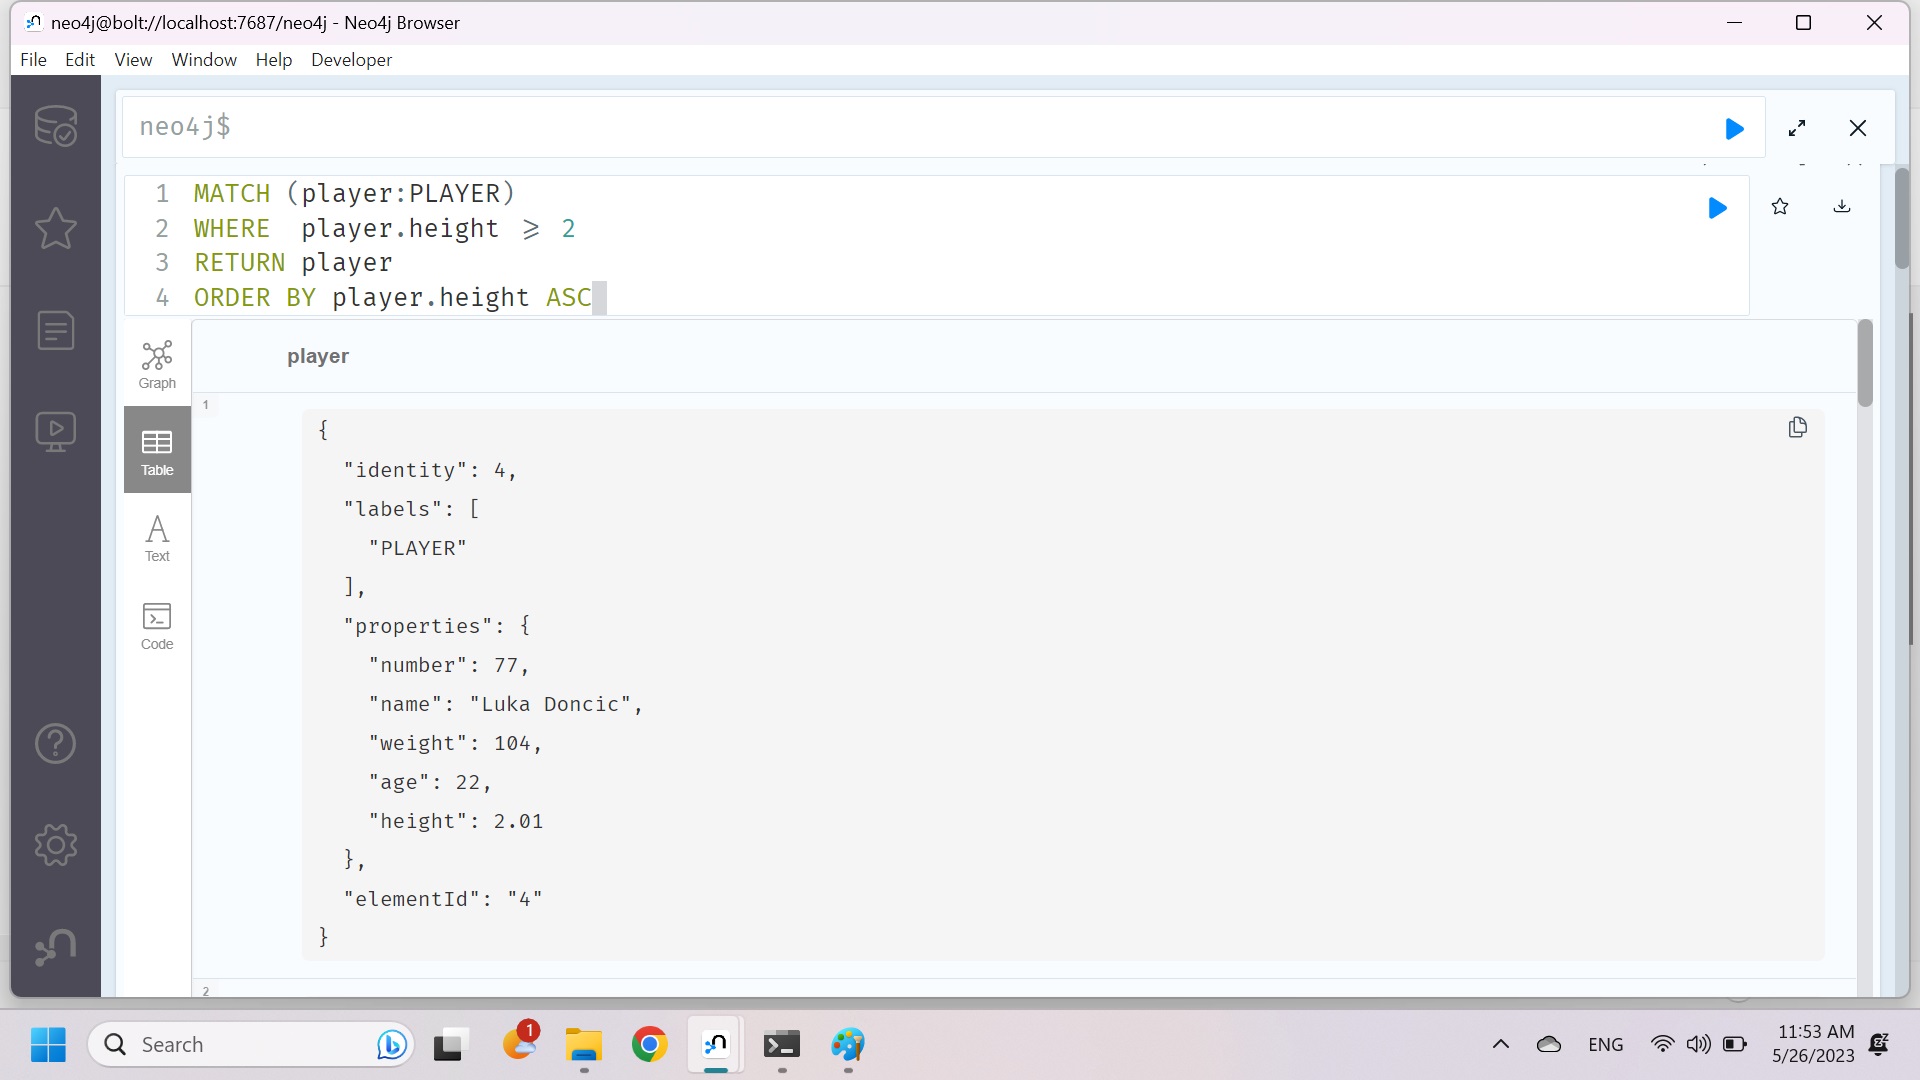 neo4j@bolt://localhost:7687/neo4j - Neo4j Browser
File Edit View Window Help Developer
neo4j$
1 MATCH (player:PLAYER)
2 WHERE  player.height ⩾ 2
3 RETURN player
4 ORDER BY player.height ASC
Graph
Table
Text
Code
player
1
{
  "identity": 4,
  "labels": [
    "PLAYER"
  ],
  "properties": {
    "number": 77,
    "name": "Luka Doncic",
    "weight": 104,
    "age": 22,
    "height": 2.01
  },
  "elementId": "4"
}
2
Search
1
ENG
11:53 AM
5/26/2023